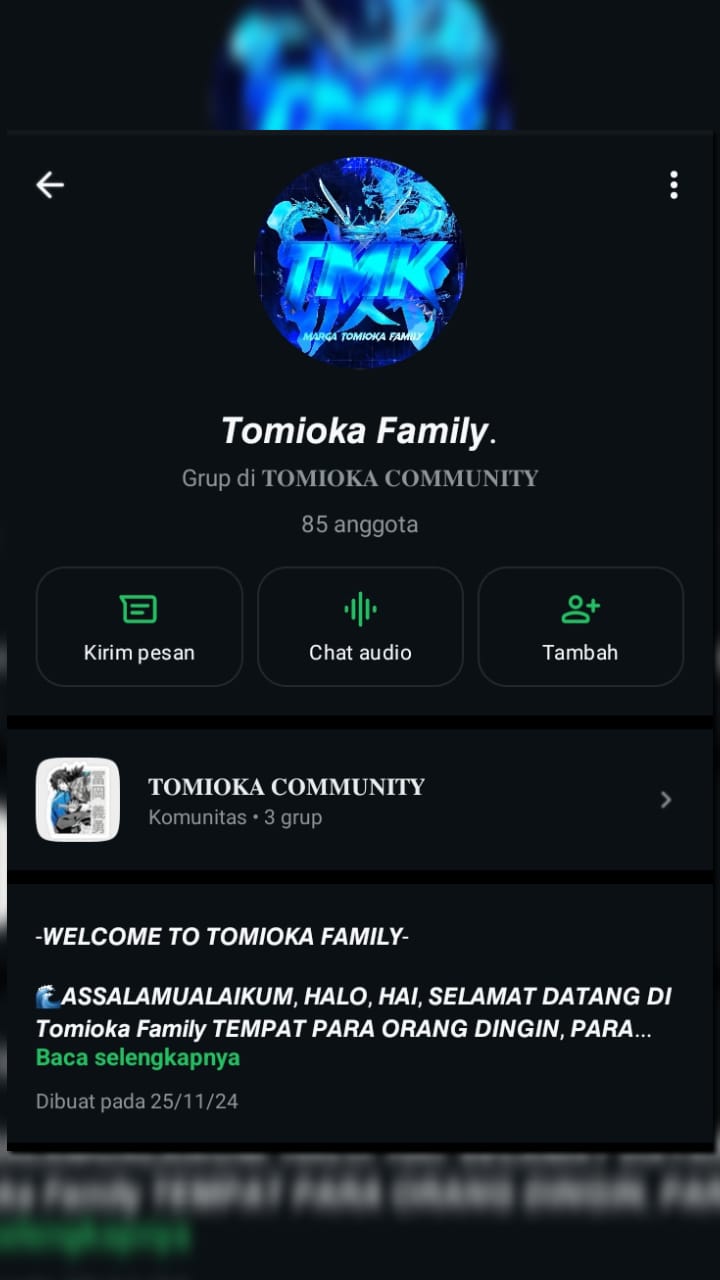 TMK
MARGA TOMIOKA FAMILY
Tomioka Family.
Grup di TOMIOKA COMMUNITY
85 anggota
Kirim pesan
Chat audio
Tambah
TOMIOKA COMMUNITY
Komunitas • 3 grup
-WELCOME TO TOMIOKA FAMILY-
🌊ASSALAMUALAIKUM, HALO, HAI, SELAMAT DATANG DI
Tomioka Family TEMPAT PARA ORANG DINGIN, PARA...
Baca selengkapnya
Dibuat pada 25/11/24